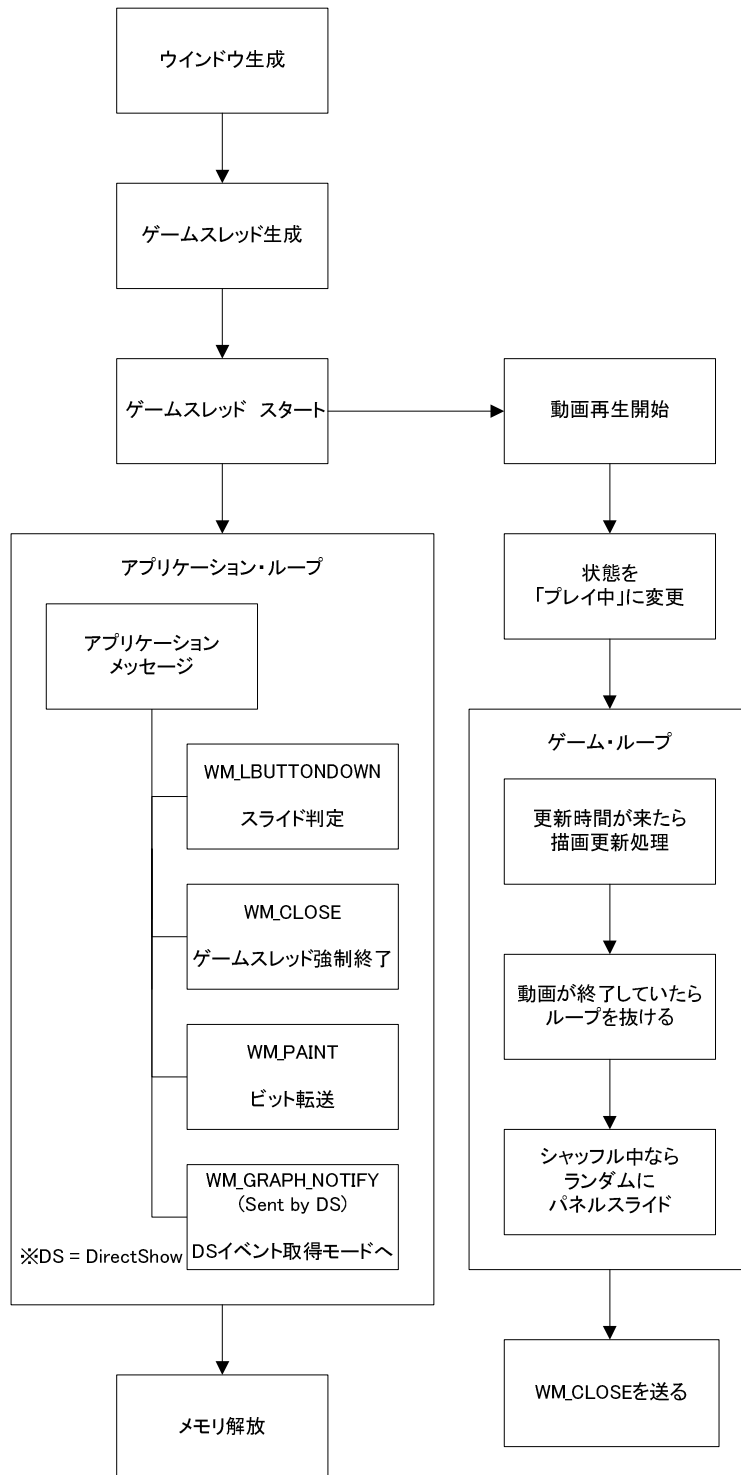 ウインドウ生成
ゲームスレッド生成
ゲームスレッド　スタート
動画再生開始
アプリケーション・ループ
アプリケーション
メッセージ
WM_LBUTTONDOWN
スライド判定
WM_CLOSE
ゲームスレッド強制終了
WM_PAINT
ビット転送
WM_GRAPH_NOTIFY
(Sent by DS)
DSイベント取得モードへ
※DS = DirectShow
メモリ解放
状態を
「プレイ中」に変更
ゲーム・ループ
更新時間が来たら
描画更新処理
動画が終了していたら
ループを抜ける
シャッフル中なら
ランダムに
パネルスライド
WM_CLOSEを送る